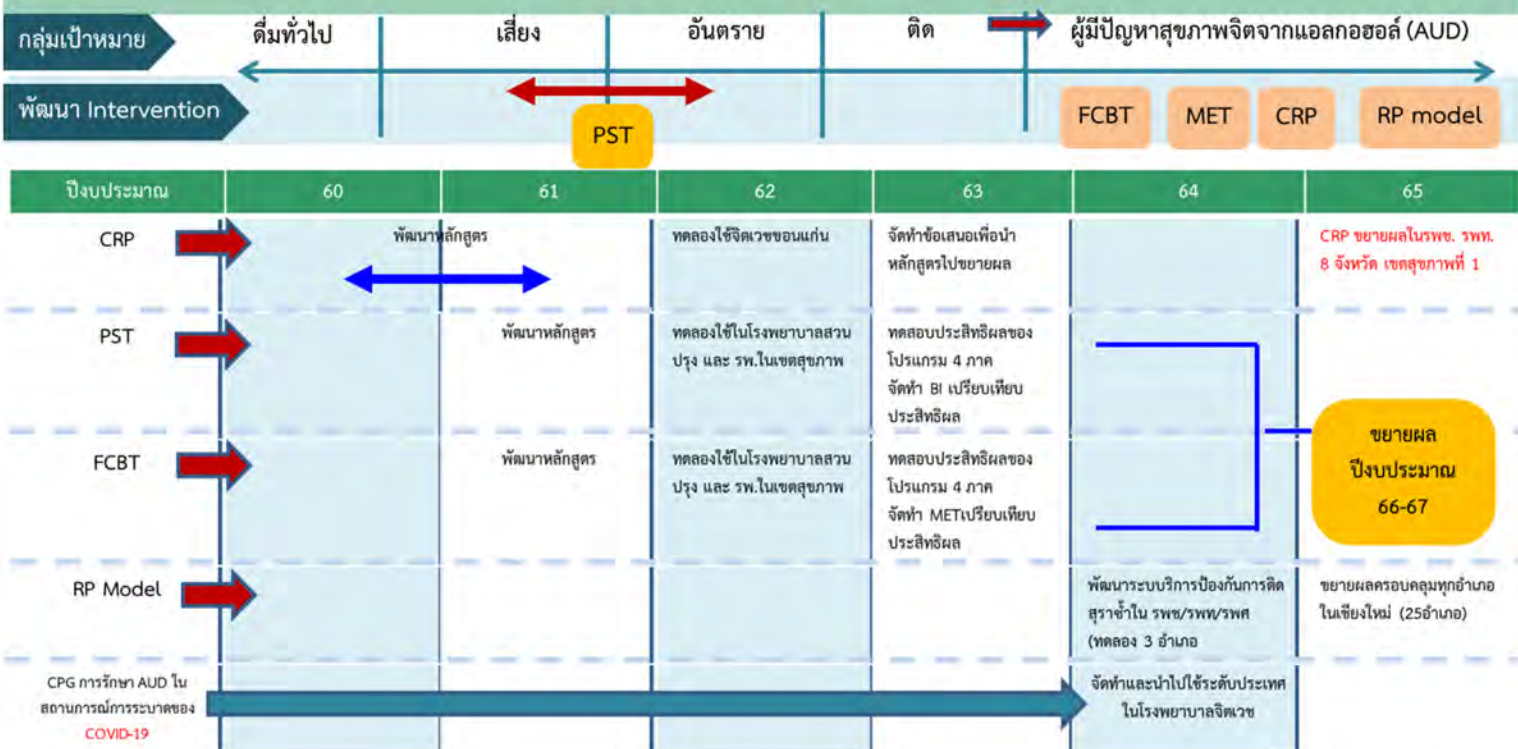 กลุ่มเป้าหมาย
ดื่มทั่วไป
เสี่ยง
อันตราย
ติด
ผู้มีปัญหาสุขภาพจิตจากแอลกอฮอล์ (AUD)
พัฒนา Intervention
PST
FCBT
MET
CRP
RP model
ปีงบประมาณ
60
61
62
63
64
65
CRP
พัฒนาหลักสูตร
ทดลองใช้จิตเวชขอนแก่น
จัดทำข้อเสนอเพื่อนำ
หลักสูตรไปขยายผล
CRP ขยายผลในรพช. รพท.
8 จังหวัด เขตสุขภาพที่ 1
PST
พัฒนาหลักสูตร
ทดลองใช้ในโรงพยาบาลสวน
ปรุง และ รพ.ในเขตสุขภาพ
ทดสอบประสิทธิผลของ
โปรแกรม 4 ภาค
จัดทำ BI เปรียบเทียบ
ประสิทธิผล
FCBT
พัฒนาหลักสูตร
ทดลองใช้ในโรงพยาบาลสวน
ปรุง และ รพ.ในเขตสุขภาพ
ทดสอบประสิทธิผลของ
โปรแกรม 4 ภาค
จัดทำ METเปรียบเทียบ
ประสิทธิผล
ขยายผล
ปีงบประมาณ
66-67
RP Model
พัฒนาระบบบริการป้องกันการติด
สุราซ้ำใน รพช/รพท/รพศ
(ทดลอง 3 อำเภอ
ขยายผลครอบคลุมทุกอำเภอ
ในเชียงใหม่ (25อำเภอ)
CPG การรักษา AUD ใน
สถานการณ์การระบาดของ
COVID-19
จัดทำและนำไปใช้ระดับประเทศ
ในโรงพยาบาลจิตเวช